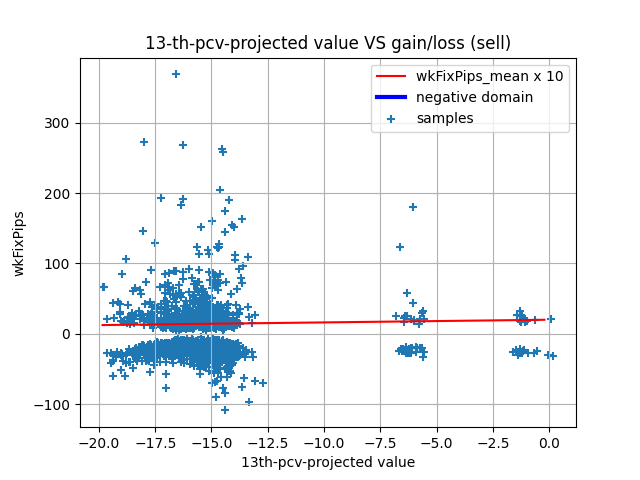 13-th-pcv-projected value VS gain/loss (sell)
wkFixPips_mean x 10
negative domain
samples
wkFixPips
300
200
100
0
−100
−20.0 −17.5 −15.0 −12.5 −10.0 −7.5 −5.0 −2.5 0.0
13th-pcv-projected value